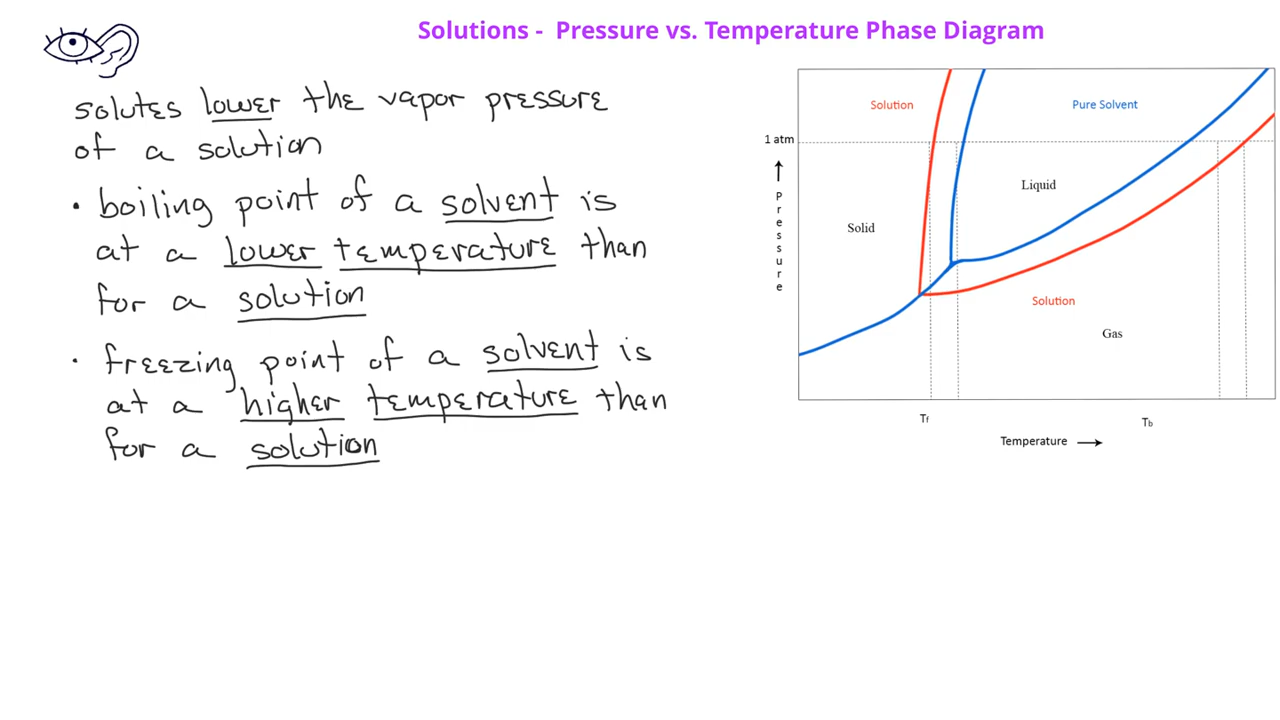 Solutions - Pressure vs. Temperature Phase Diagram
solutes lower the vapor pressure
of a solution
• boiling point of a solvent is
at a lower temperature than
for a solution
• freezing point of a solvent is
at a higher temperature than
for a solution
Solution
Pure Solvent
1 atm
Pressure
Liquid
Solid
Solution
Gas
Tf
Tb
Temperature